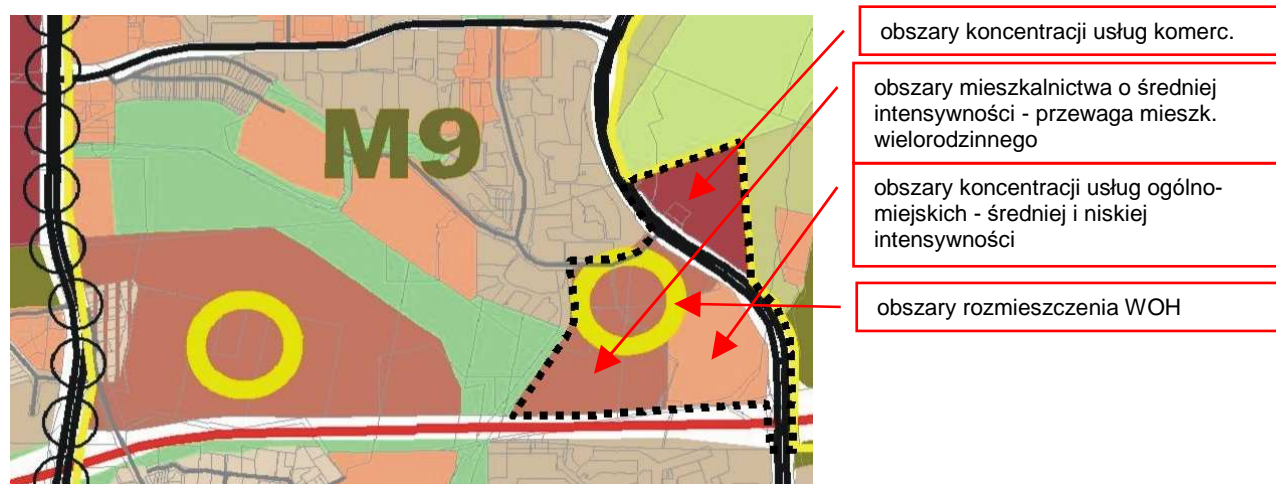 M9
obszary koncentracji usług komerc.
obszary mieszkalnictwa o średniej
intensywności - przewaga mieszk.
wielorodzinnego
obszary koncentracji usług ogólno-
miejskich - średniej i niskiej
intensywności
obszary rozmieszczenia WOH